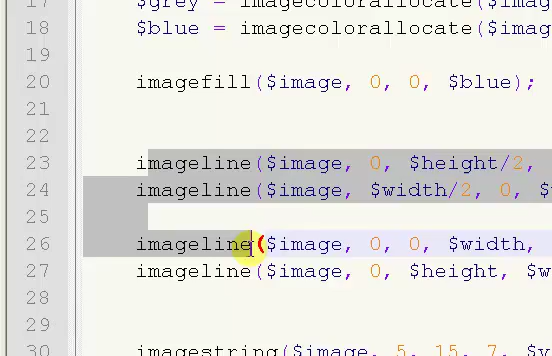 17 $grey = imagecolorallocate($ima
18 $blue = imagecolorallocate($imag
19
20 imagefill($image, 0, 0, $blue);
21
22
23 imageline($image, 0, $height/2,
24 imageline($image, $width/2, 0, $
25
26 imageline($image, 0, 0, $width,
27 imageline($image, 0, $height, $w
28
29
30 imagestring($image, 5, 15, 7, $